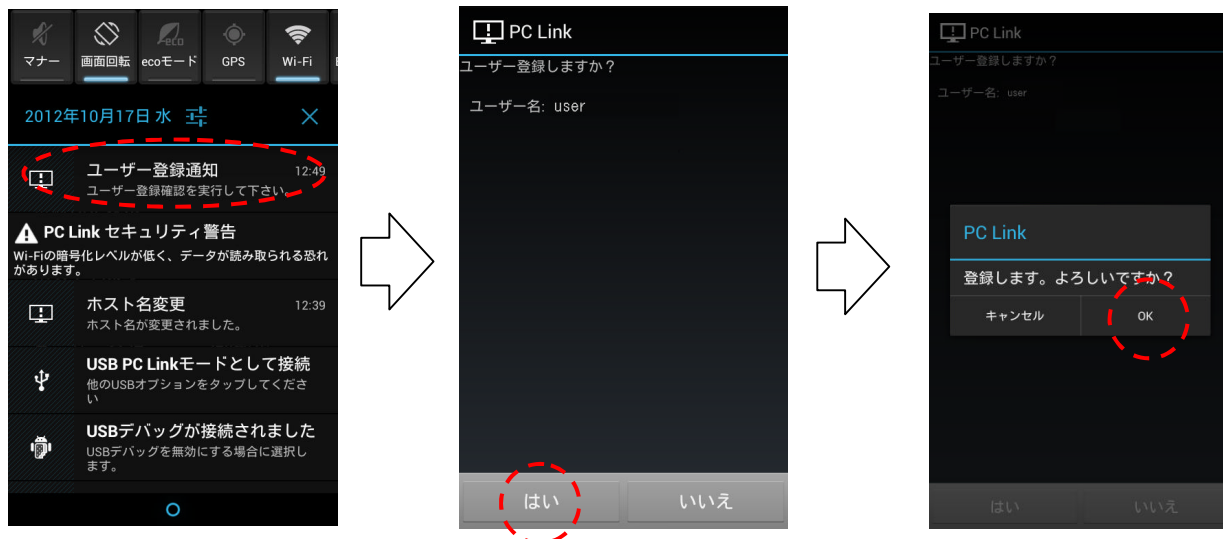 マナー
画面回転
ecoモード
GPS
Wi-Fi
2012年10月17日 水
ユーザー登録通知
12:49
ユーザー登録確認を実行して下さい。
PC Link セキュリティ警告
Wi-Fiの暗号化レベルが低く、データが読み取られる恐れ
があります。
ホスト名変更
12:39
ホスト名が変更されました。
USB PC Linkモードとして接続
他のUSBオプションをタップしてくださ
い
USBデバッグが接続されました
USBデバッグを無効にする場合に選択し
ます。
PC Link
ユーザー登録しますか？
ユーザー名: user
はい
いいえ
PC Link
ユーザー登録しますか？
ユーザー名: user
PC Link
登録します。よろしいですか？
キャンセル
OK
はい
いいえ